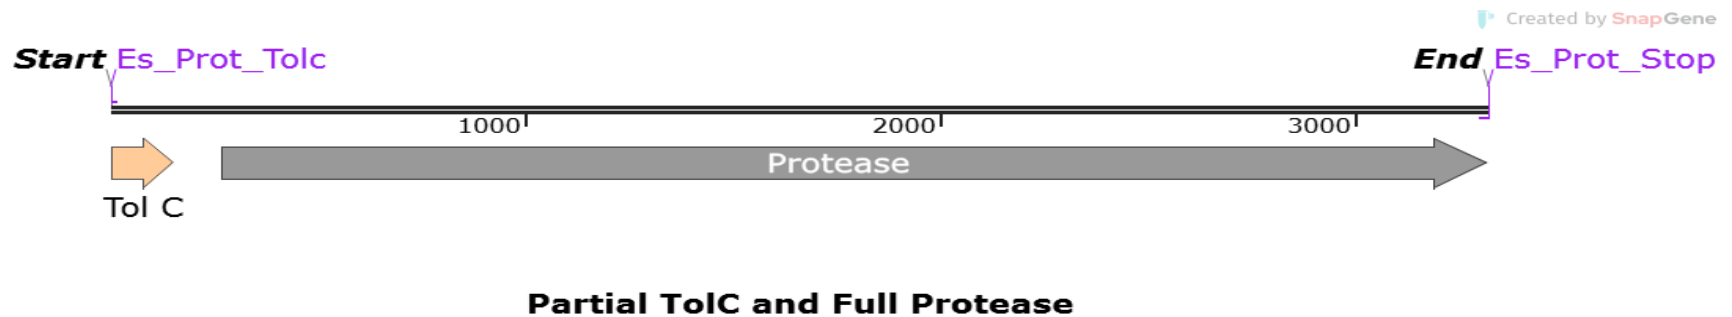 Created by SnapGene
Start Es_Prot_Tolc End Es_Prot_Stop
1000 2000 3000
Protease
Tol C
Partial TolC and Full Protease